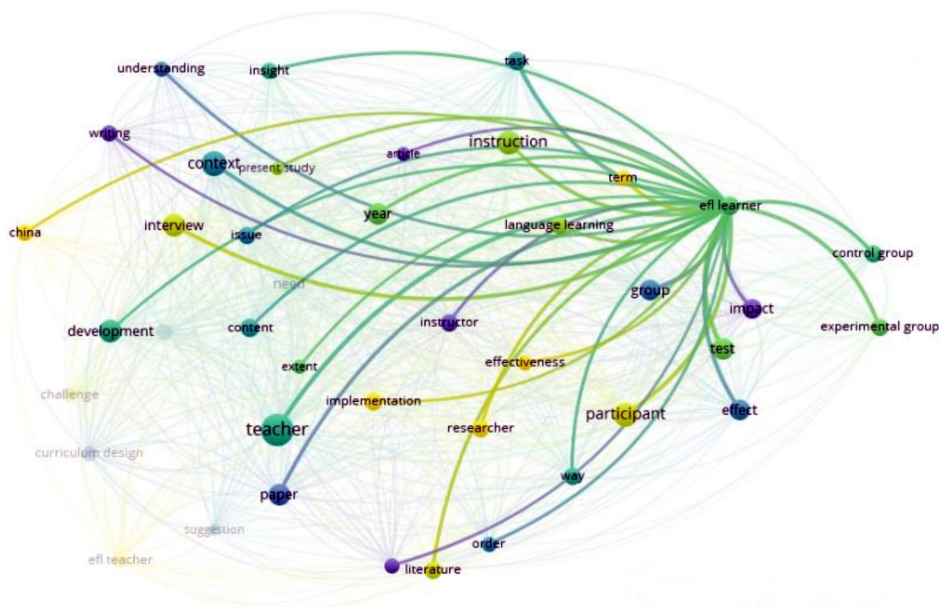 understanding
insight
task
writing
context
present study
article
instruction
term
efl learner
china
interview
issue
year
language learning
control group
need
group
impact
experimental group
development
content
instructor
test
extent
effectiveness
challenge
implementation
participant
effect
teacher
researcher
curriculum design
way
paper
suggestion
order
efl teacher
literature